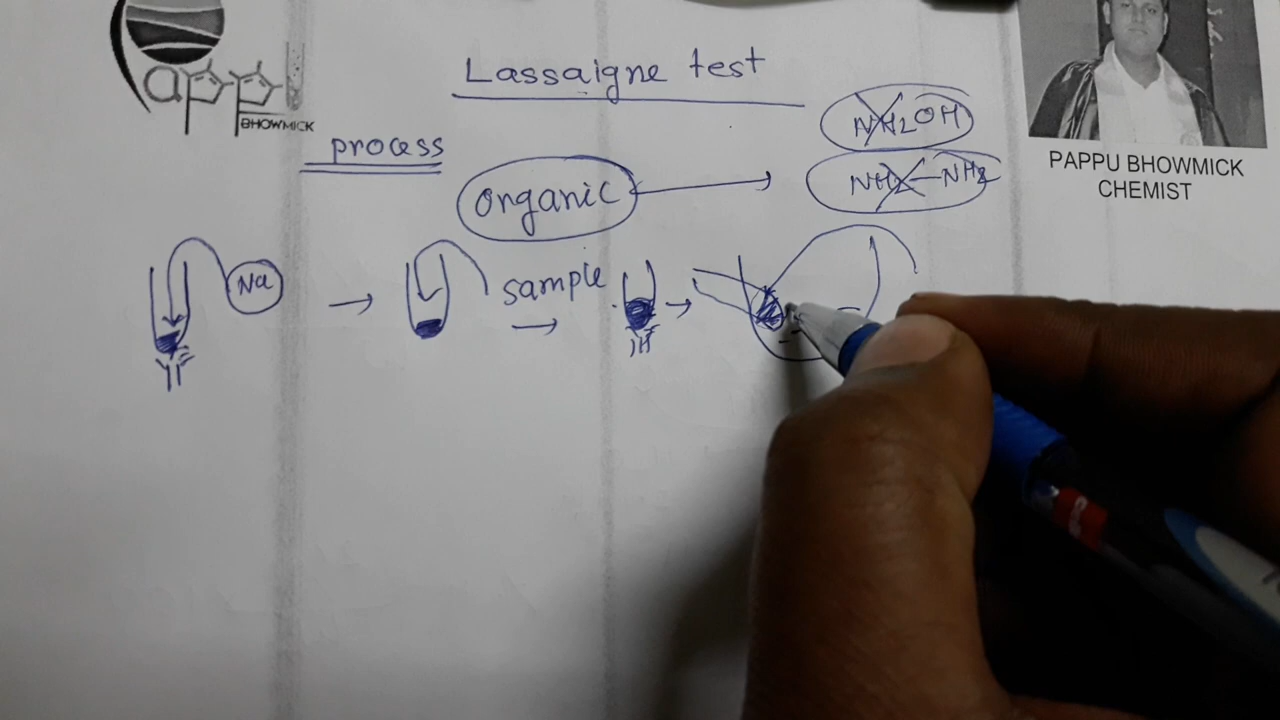 Lassaigne test
BHOWMICK
process
NH2OH
PAPPU BHOWMICK
CHEMIST
organic
NH2-NH2
Na
sample